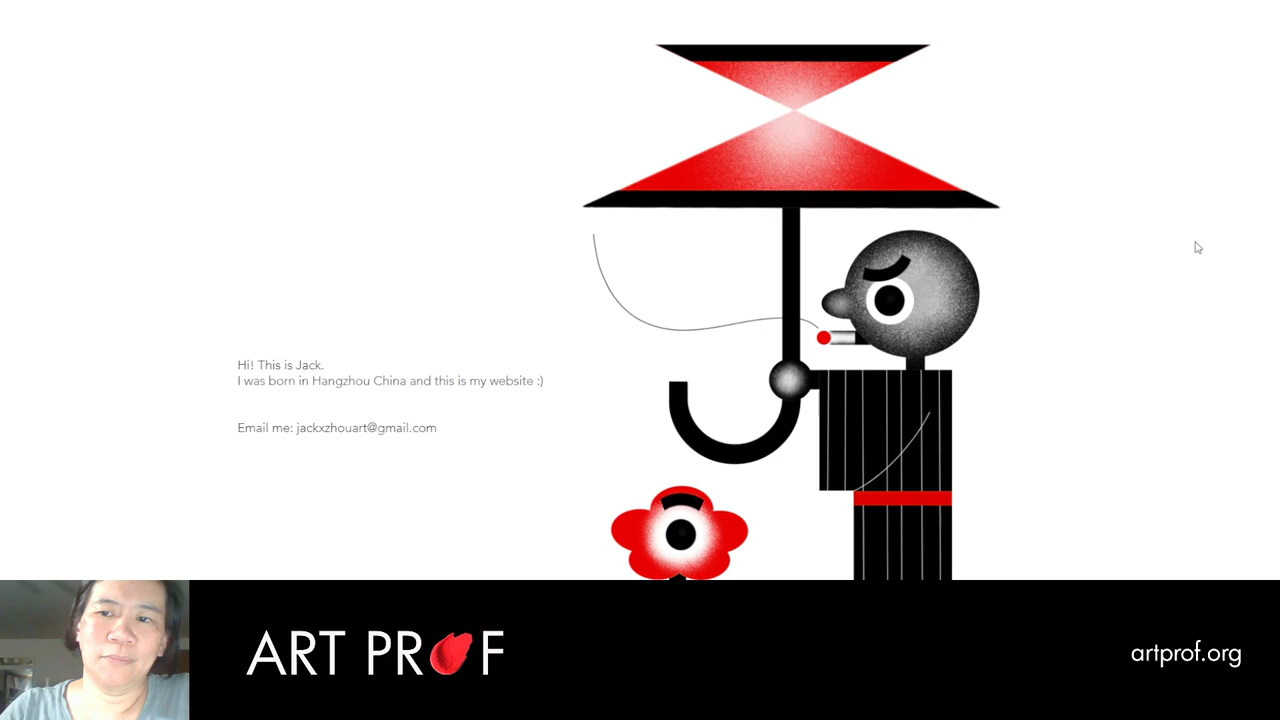 Hi! This is Jack.
I was born in Hangzhou China and this is my website :)
Email me: jackxzhouart@gmail.com
ART PROF
artprof.org